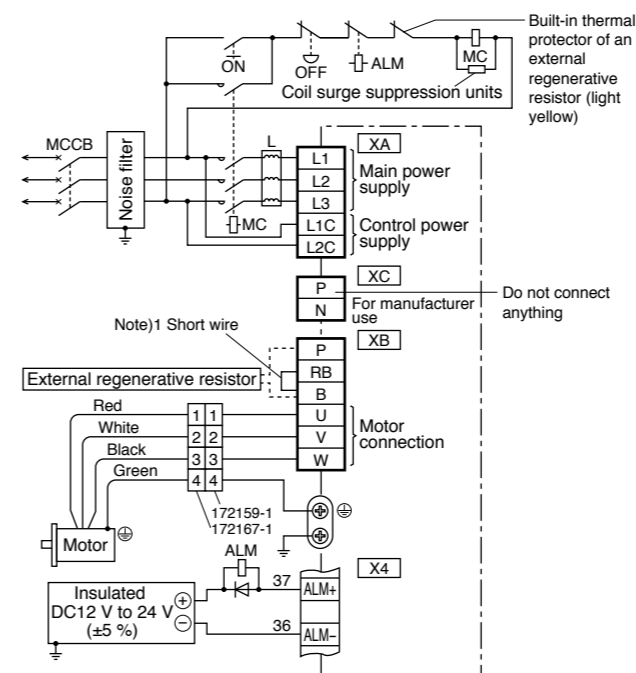 Built-in thermal
protector of an
external
regenerative
resistor (light
yellow)
ON
OFF
ALM
MC
Coil surge suppression units
MCCB
Noise filter
L
MC
XA
L1
L2
L3
L1C
L2C
Main power
supply
Control power
supply
XC
P
N
For manufacturer
use
Do not connect
anything
Note)1 Short wire
XB
P
RB
B
U
V
W
External regenerative resistor
Motor
connection
Red
White
Black
Green
1 1
2 2
3 3
4 4
172159-1
172167-1
Motor
ALM
X4
Insulated
DC12 V to 24 V
(±5 %)
+
−
37
ALM+
36
ALM−